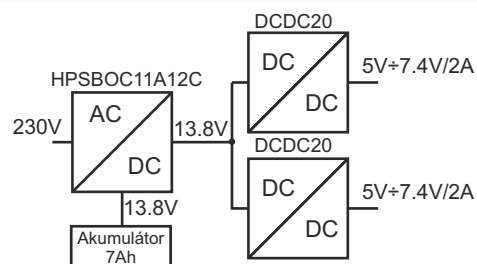 DCDC20
DC
5V÷7.4V/2A
DC
HPSBOC11A12C
AC
230V
13.8V
DC
DCDC20
DC
5V÷7.4V/2A
DC
13.8V
Akumulátor
7Ah